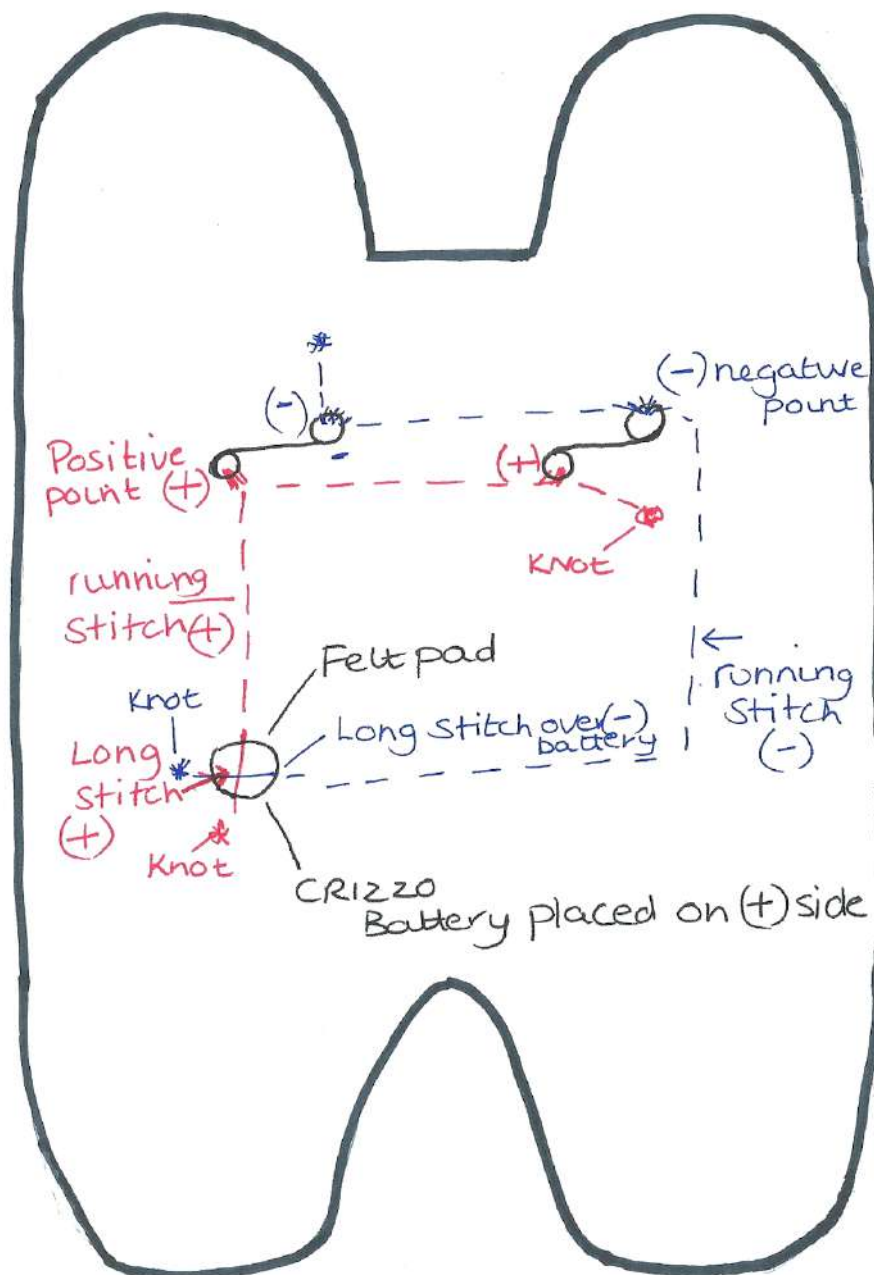 (-)
(-) negative
point
Positive
point (+)
(+)
KNOT
running
stitch (+)
Felt pad
Knot
Long stitch over (-)
battery
running
stitch
(-)
Long
stitch
(+)
Knot
CR1220
Battery placed on (+) side